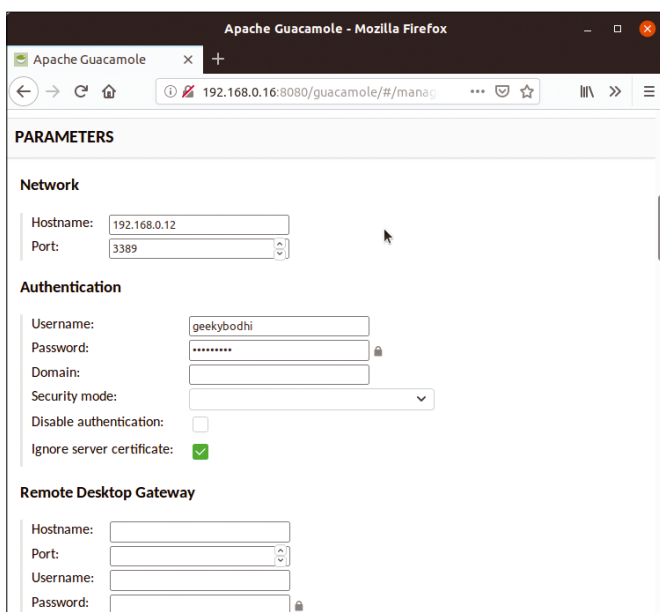 Apache Guacamole - Mozilla Firefox
Apache Guacamole
192.168.0.16:8080/guacamole/#/manag
PARAMETERS
Network
Hostname: 192.168.0.12
Port: 3389
Authentication
Username: geekybodhi
Password: •••••••••
Domain:
Security mode:
Disable authentication:
Ignore server certificate:
Remote Desktop Gateway
Hostname:
Port:
Username:
Password: